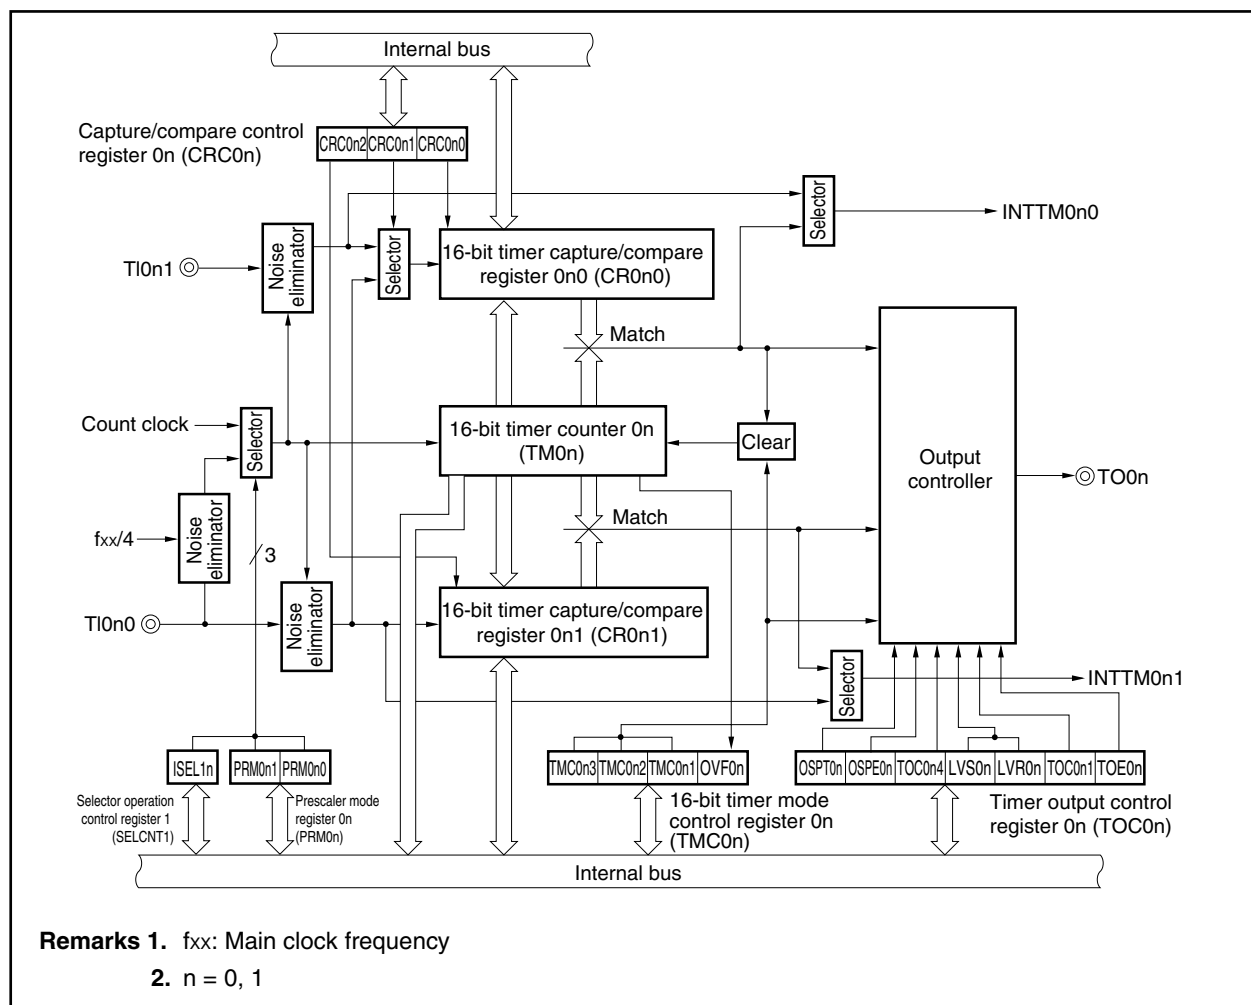 Internal bus
Capture/compare control
register 0n (CRC0n)
CRC0n2 CRC0n1 CRC0n0
TI0n1
Noise
eliminator
Selector
16-bit timer capture/compare
register 0n0 (CR0n0)
Selector
INTTM0n0
Match
Count clock
Selector
16-bit timer counter 0n
(TM0n)
Clear
Output
controller
TO0n
fxx/4
Noise
eliminator
3
Match
TI0n0
Noise
eliminator
16-bit timer capture/compare
register 0n1 (CR0n1)
Selector
INTTM0n1
ISEL1n
PRM0n1 PRM0n0
TMC0n3 TMC0n2 TMC0n1 OVF0n
OSPT0n OSPE0n TOC0n4 LVS0n LVR0n TOC0n1 TOE0n
Selector operation
control register 1
(SELCNT1)
Prescaler mode
register 0n
(PRM0n)
16-bit timer mode
control register 0n
(TMC0n)
Timer output control
register 0n (TOC0n)
Internal bus
Remarks 1. fxx: Main clock frequency
2. n = 0, 1